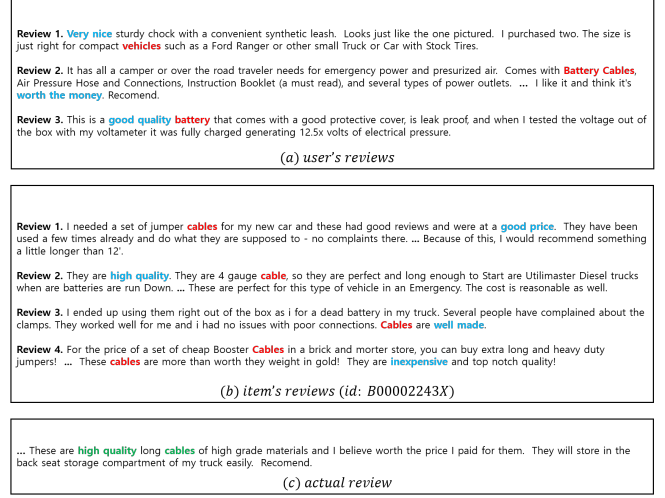 Review 1. Very nice sturdy chock with a convenient synthetic leash.  Looks just like the one pictured.  I purchased two. The size is
just right for compact vehicles such as a Ford Ranger or other small Truck or Car with Stock Tires.
Review 2. It has all a camper or over the road traveler needs for emergency power and presurized air.  Comes with Battery Cables,
Air Pressure Hose and Connections, Instruction Booklet (a must read), and several types of power outlets.  ...  I like it and think it's
worth the money. Recomend.
Review 3. This is a good quality battery that comes with a good protective cover, is leak proof, and when I tested the voltage out of
the box with my voltameter it was fully charged generating 12.5x volts of electrical pressure.
(a) user's reviews
Review 1. I needed a set of jumper cables for my new car and these had good reviews and were at a good price.  They have been
used a few times already and do what they are supposed to - no complaints there. ... Because of this, I would recommend something
a little longer than 12'.
Review 2. They are high quality. They are 4 gauge cable, so they are perfect and long enough to Start are Utilimaster Diesel trucks
when are batteries are run Down. ... These are perfect for this type of vehicle in an Emergency. The cost is reasonable as well.
Review 3. I ended up using them right out of the box as i for a dead battery in my truck. Several people have complained about the
clamps. They worked well for me and i had no issues with poor connections. Cables are well made.
Review 4. For the price of a set of cheap Booster Cables in a brick and morter store, you can buy extra long and heavy duty
jumpers!  ...  These cables are more than worth they weight in gold!  They are inexpensive and top notch quality!
(b) item's reviews (id: B00002243X)
... These are high quality long cables of high grade materials and I believe worth the price I paid for them.  They will store in the
back seat storage compartment of my truck easily.  Recomend.
(c) actual review